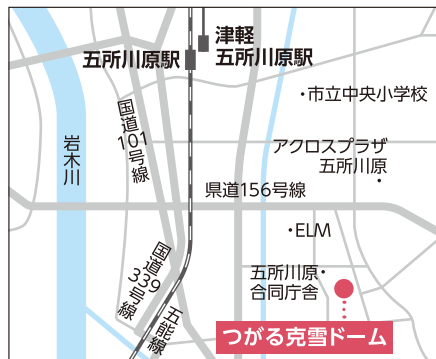 津軽
五所川原駅
五所川原駅
・市立中央小学校
国道101号線
岩木川
アクロスプラザ
五所川原・
県道156号線
・ELM
国道339号線
五所川原・
合同庁舎
五能線
つがる克雪ドーム